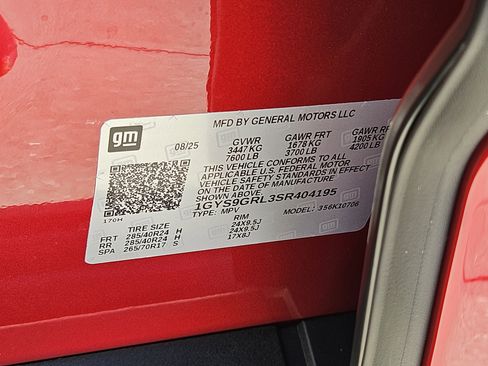 gm
MFD BY GENERAL MOTORS LLC
08/25 GVWR GAWR FRT GAWR RR
3447 KG 1678 KG 1905 KG
7600 LB 3700 LB 4200 LB
THIS VEHICLE CONFORMS TO ALL
APPLICABLE U.S. FEDERAL MOTOR
VEHICLE SAFETY STANDARDS IN EFFECT
ON THE DATE OF MANUFACTURE
SHOWN ABOVE.
1GYS9GRL3SR404195
TYPE: MPV MODEL: 356K10706
170H
TIRE SIZE RIM
FRT 285/40R24 H 24X9.5J
RR 285/40R24 H 24X9.5J
SPA 265/70R17 S 17X8J